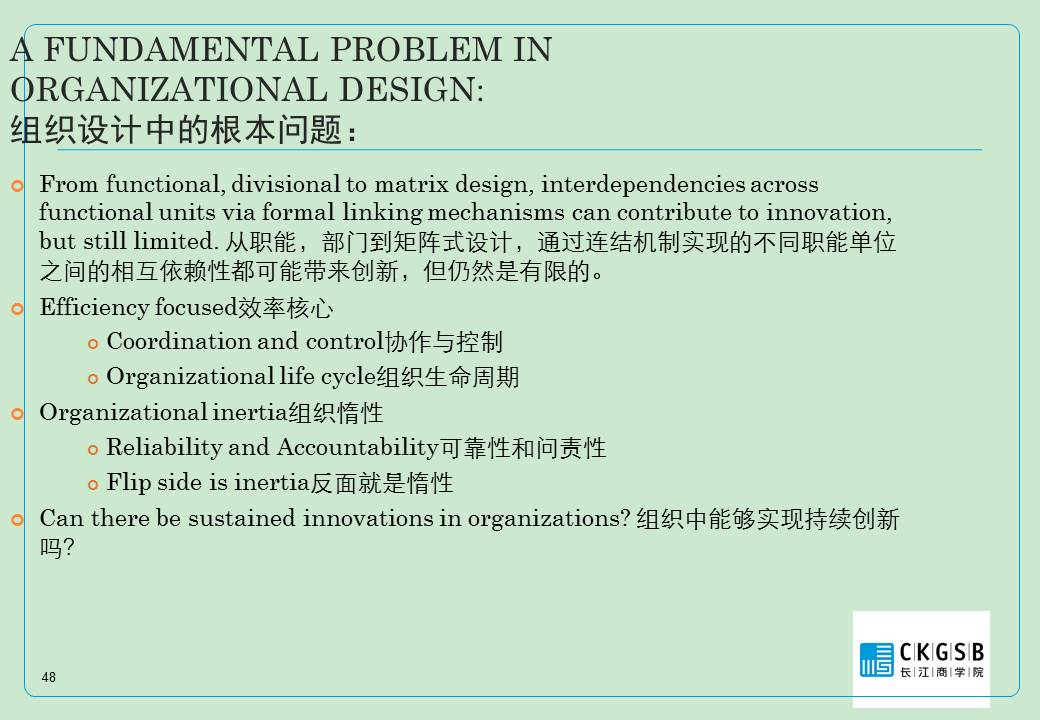 A FUNDAMENTAL PROBLEM IN
ORGANIZATIONAL DESIGN:
组织设计中的根本问题：
From functional, divisional to matrix design, interdependencies across
functional units via formal linking mechanisms can contribute to innovation,
but still limited. 从职能，部门到矩阵式设计，通过连结机制实现的不同职能单位
之间的相互依赖性都可能带来创新，但仍然是有限的。
Efficiency focused效率核心
Coordination and control协作与控制
Organizational life cycle组织生命周期
Organizational inertia组织惰性
Reliability and Accountability可靠性和问责性
Flip side is inertia反面就是惰性
Can there be sustained innovations in organizations? 组织中能够实现持续创新
吗?
CKGSB
长江商学院
48